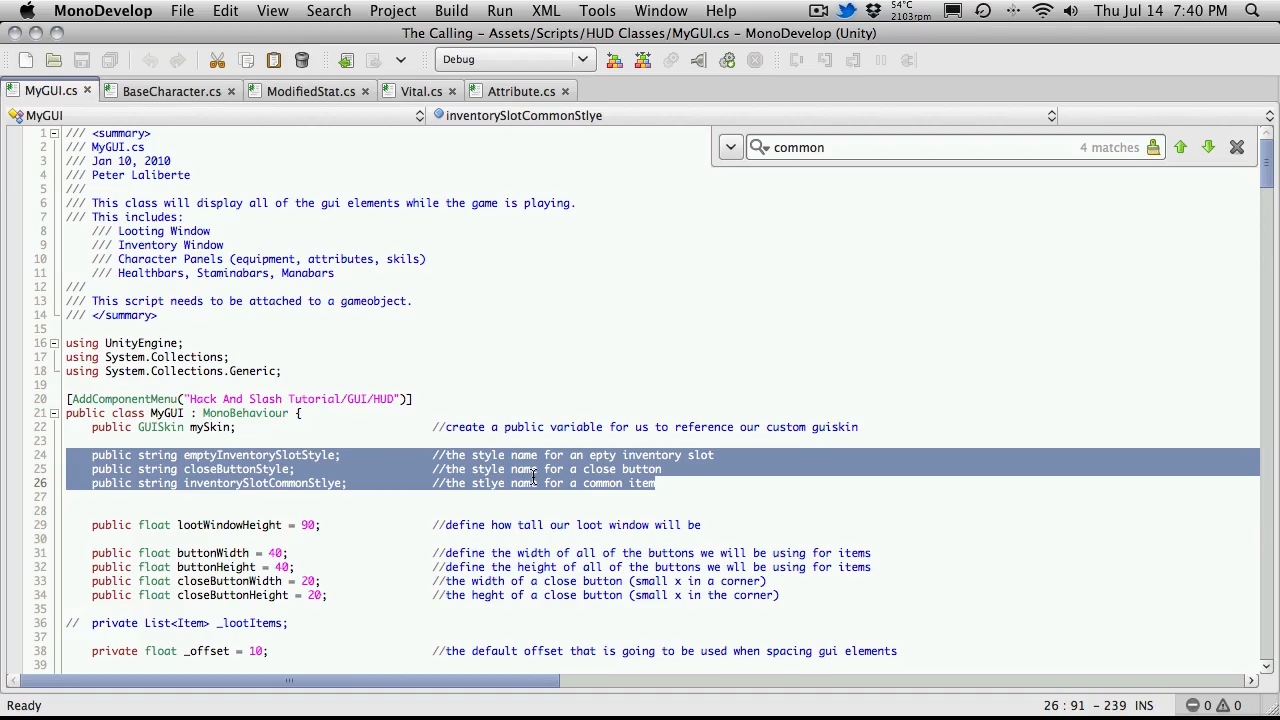 MonoDevelop File Edit View Search Project Build Run XML Tools Window Help 54°C 2103rpm Thu Jul 14 7:40 PM
The Calling - Assets/Scripts/HUD Classes/MyGUI.cs - MonoDevelop (Unity)
Debug
MyGUI.cs BaseCharacter.cs ModifiedStat.cs Vital.cs Attribute.cs
MyGUI inventorySlotCommonStlye
common 4 matches
1 /// <summary>
2 /// MyGUI.cs
3 /// Jan 10, 2010
4 /// Peter Laliberte
5 ///
6 /// This class will display all of the gui elements while the game is playing.
7 /// This includes:
8 /// Looting Window
9 /// Inventory Window
10 /// Character Panels (equipment, attributes, skils)
11 /// Healthbars, Staminabars, Manabars
12 ///
13 /// This script needs to be attached to a gameobject.
14 /// </summary>
15
16 using UnityEngine;
17 using System.Collections;
18 using System.Collections.Generic;
19
20 [AddComponentMenu("Hack And Slash Tutorial/GUI/HUD")]
21 public class MyGUI : MonoBehaviour {
22 public GUISkin mySkin; //create a public variable for us to reference our custom guiskin
23
24 public string emptyInventorySlotStyle; //the style name for an epty inventory slot
25 public string closeButtonStyle; //the style name for a close button
26 public string inventorySlotCommonStlye; //the stlye name for a common item
27
28
29 public float lootWindowHeight = 90; //define how tall our loot window will be
30
31 public float buttonWidth = 40; //define the width of all of the buttons we will be using for items
32 public float buttonHeight = 40; //define the height of all of the buttons we wll be using for items
33 public float closeButtonWidth = 20; //the width of a close button (small x in a corner)
34 public float closeButtonHeight = 20; //the heght of a close button (small x in the corner)
35
36 // private List<Item> _lootItems;
37
38 private float _offset = 10; //the default offset that is going to be used when spacing gui elements
39
Ready 26 : 91 - 239 INS 0 0